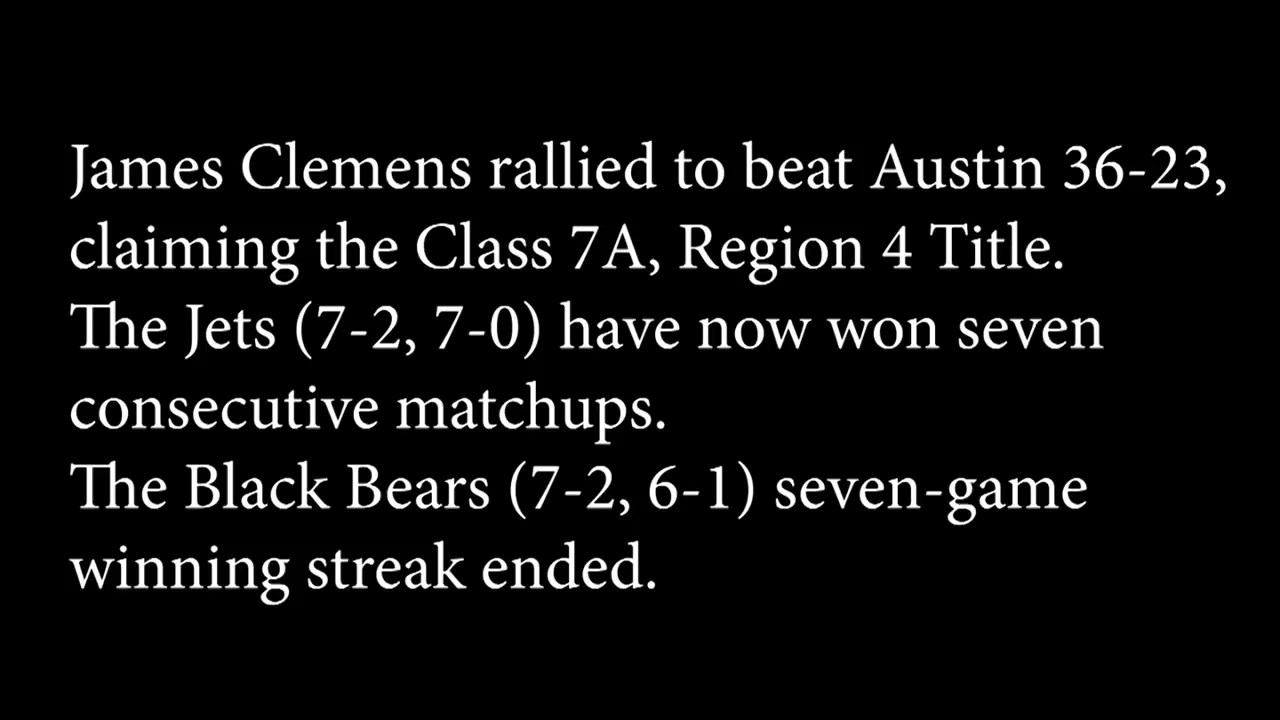 James Clemens rallied to beat Austin 36-23,
claiming the Class 7A, Region 4 Title.
The Jets (7-2, 7-0) have now won seven
consecutive matchups.
The Black Bears (7-2, 6-1) seven-game
winning streak ended.